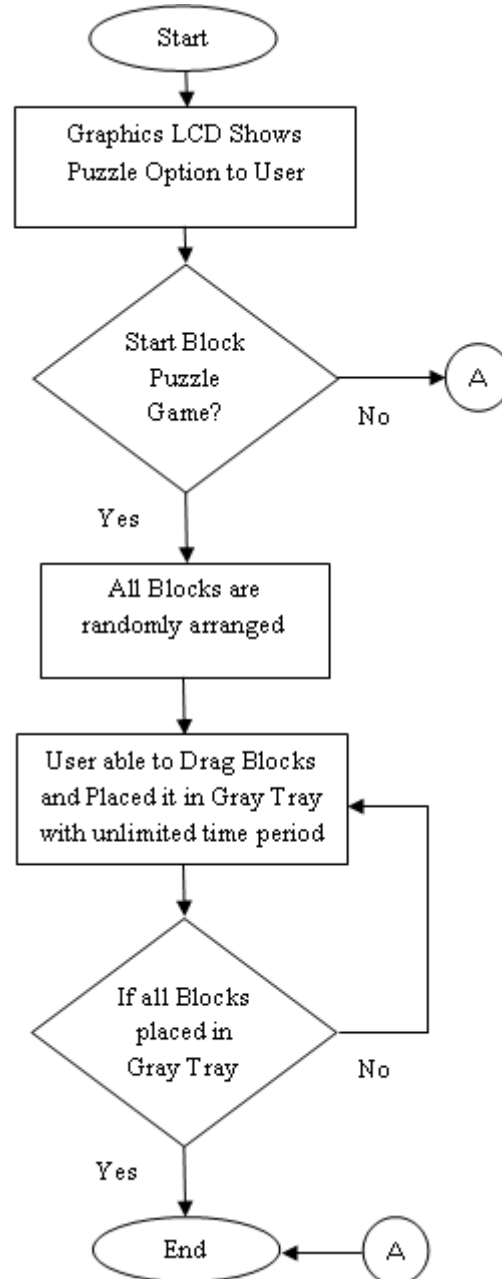 Start
Graphics LCD Shows
Puzzle Option to User
Start Block
Puzzle
Game?
A
No
Yes
All Blocks are
randomly arranged
User able to Drag Blocks
and Placed it in Gray Tray
with unlimited time period
If all Blocks
placed in
Gray Tray
No
Yes
End
A